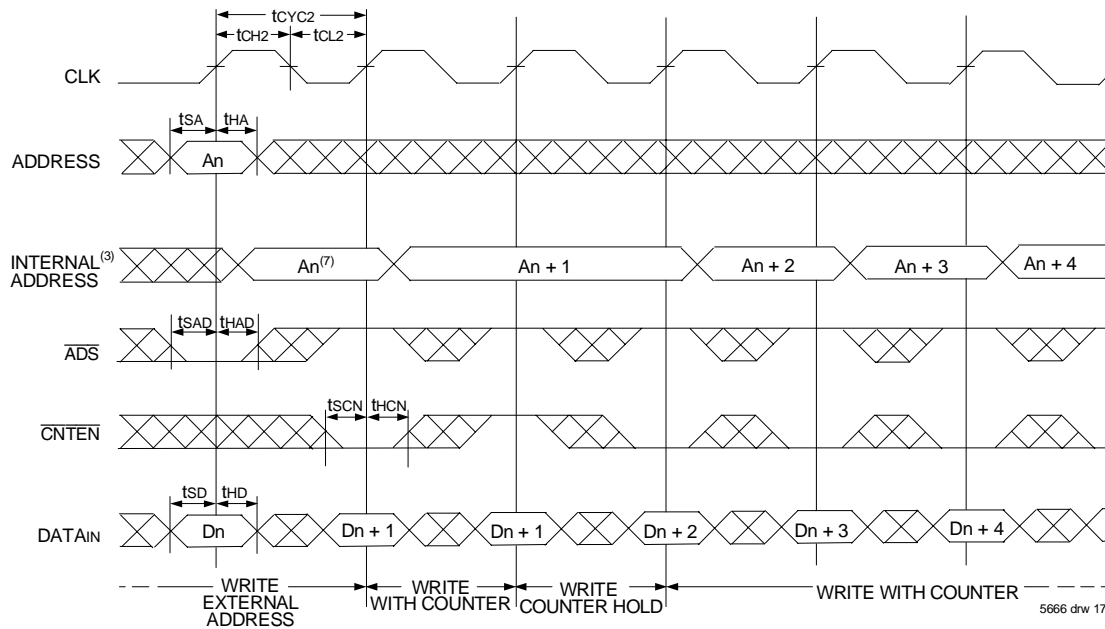 tCYC2
tCH2 tCL2
CLK
tSA tHA
ADDRESS An
INTERNAL(3)
ADDRESS
An(7) An + 1 An + 2 An + 3 An + 4
tSAD tHAD
ADS
tSCN tHCN
CNTEN
tSD tHD
DATAIN Dn Dn + 1 Dn + 1 Dn + 2 Dn + 3 Dn + 4
WRITE
EXTERNAL
ADDRESS
WRITE
WITH COUNTER
WRITE
COUNTER HOLD
WRITE WITH COUNTER
5666 drw 17